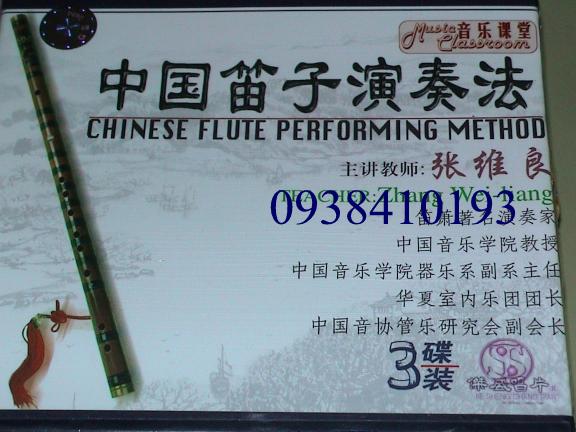 Music Classroom 音乐课堂
中国笛子演奏法
CHINESE FLUTE PERFORMING METHOD
主讲教师:张维良
TEACHER: Zhang Wei-liang
0938410193
笛箫著名演奏家
中国音乐学院教授
中国音乐学院器乐系副系主任
华夏室内乐团团长
中国音协管乐研究会副会长
3碟装